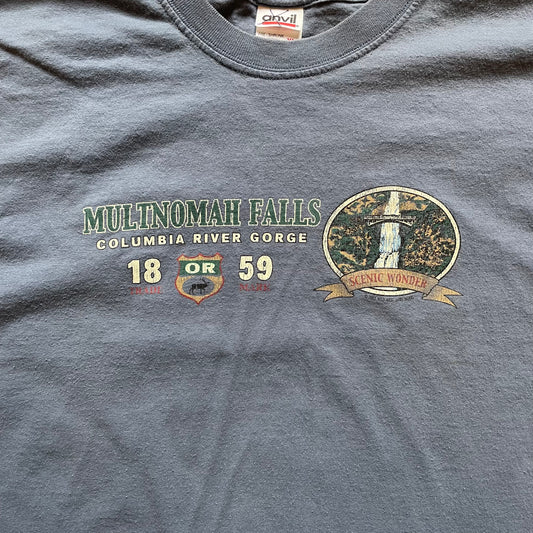 anvil
MULTNOMAH FALLS
COLUMBIA RIVER GORGE
18 OR 59
SCENIC WONDER